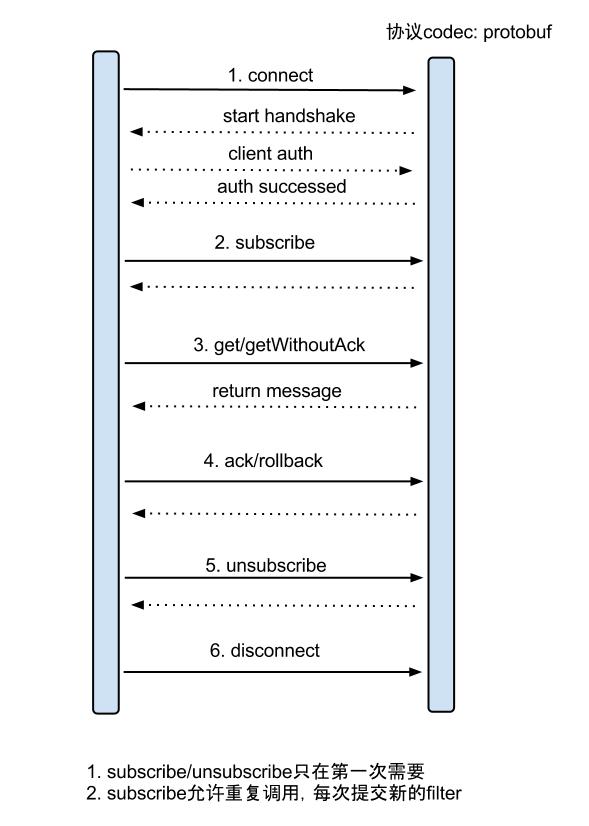 协议codec: protobuf
1. connect
start handshake
client auth
auth successed
2. subscribe
3. get/getWithoutAck
return message
4. ack/rollback
5. unsubscribe
6. disconnect
1. subscribe/unsubscribe只在第一次需要
2. subscribe允许重复调用, 每次提交新的filter